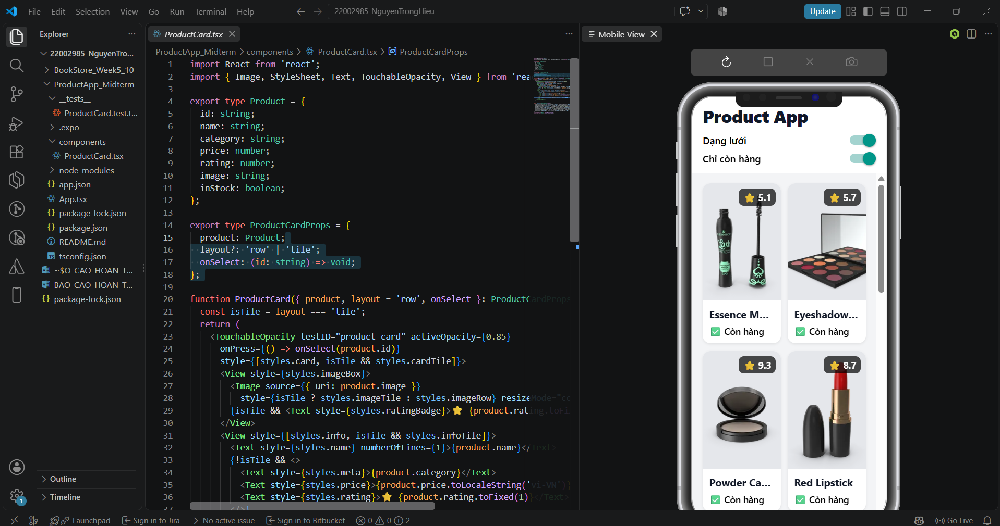 File Edit Selection View Go Run Terminal Help
22002985_NguyenTrongHieu
Update
Explorer
22002985_NguyenTro...
BookStore_Week5_10
ProductApp_Midterm
__tests__
ProductCard.test.t...
.expo
components
ProductCard.tsx
node_modules
app.json
App.tsx
package-lock.json
package.json
README.md
tsconfig.json
~$O_CAO_HOAN_T...
BAO_CAO_HOAN_T...
package-lock.json
Outline
Timeline
ProductCard.tsx
ProductApp_Midterm > components > ProductCard.tsx > ProductCardProps
1 import React from 'react';
2 import { Image, StyleSheet, Text, TouchableOpacity, View } from 'rea
3
4 export type Product = {
5 id: string;
6 name: string;
7 category: string;
8 price: number;
9 rating: number;
10 image: string;
11 inStock: boolean;
12 };
13
14 export type ProductCardProps = {
15 product: Product;
16 layout?: 'row' | 'tile';
17 onSelect: (id: string) => void;
18 };
19
20 function ProductCard({ product, layout = 'row', onSelect }: ProductCardProps
21 const isTile = layout === 'tile';
22 return (
23 <TouchableOpacity testID="product-card" activeOpacity={0.85}
24 onPress={() => onSelect(product.id)}
25 style={[styles.card, isTile && styles.cardTile]}>
26 <View style={styles.imageBox}>
27 <Image source={{ uri: product.image }}
28 style={isTile ? styles.imageTile : styles.imageRow} resizeMode="co
29 {isTile && <Text style={styles.ratingBadge}>⭐ {product.rating.toFi
30 </View>
31 <View style={[styles.info, isTile && styles.infoTile]}>
32 <Text style={styles.name} numberOfLines={1}>{product.name}</Text>
33 {!isTile && <>
34 <Text style={styles.meta}>{product.category}</Text>
35 <Text style={styles.price}>{product.price.toLocaleString('vi-VN')}
36 <Text style={styles.rating}>⭐ {product.rating.toFixed(1)}</Text>
37 </>}
Mobile View
Product App
Dạng lưới
Chỉ còn hàng
⭐ 5.1
essence
Lash
PRINCESS
Essence M...
✅ Còn hàng
⭐ 5.7
Eyeshadow...
✅ Còn hàng
⭐ 9.3
Powder Ca...
✅ Còn hàng
⭐ 8.7
Red Lipstick
✅ Còn hàng
1
Launchpad Sign in to Jira No active issue Sign in to Bitbucket 0 0 2 Go Live